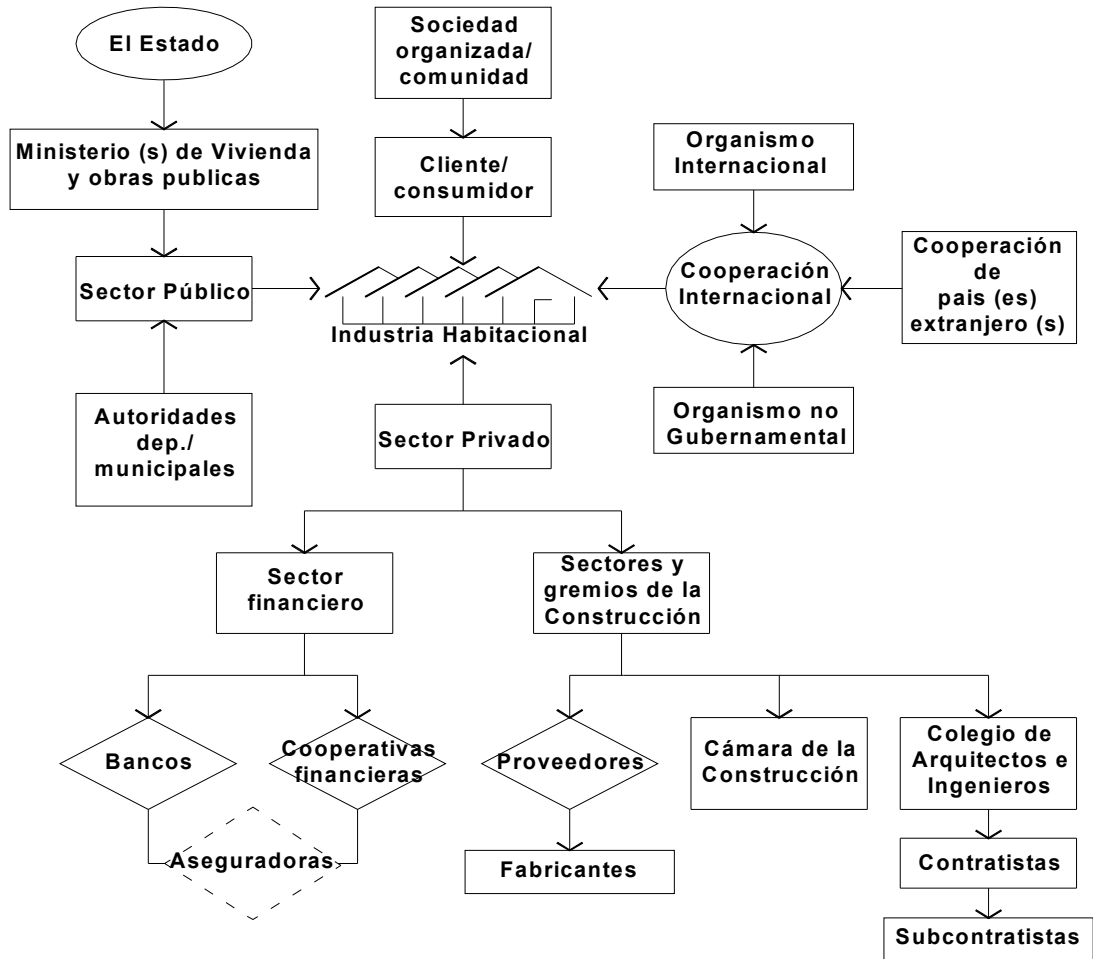 El Estado
Sociedad
organizada/
comunidad
Ministerio (s) de Vivienda
y obras publicas
Cliente/
consumidor
Organismo
Internacional
Sector Público
Industria Habitacional
Cooperación
Internacional
Cooperación
de
pais (es)
extranjero (s)
Autoridades
dep./
municipales
Sector Privado
Organismo no
Gubernamental
Sector
financiero
Sectores y
gremios de la
Construcción
Bancos
Cooperativas
financieras
Proveedores
Cámara de la
Construcción
Colegio de
Arquitectos e
Ingenieros
Aseguradoras
Fabricantes
Contratistas
Subcontratistas